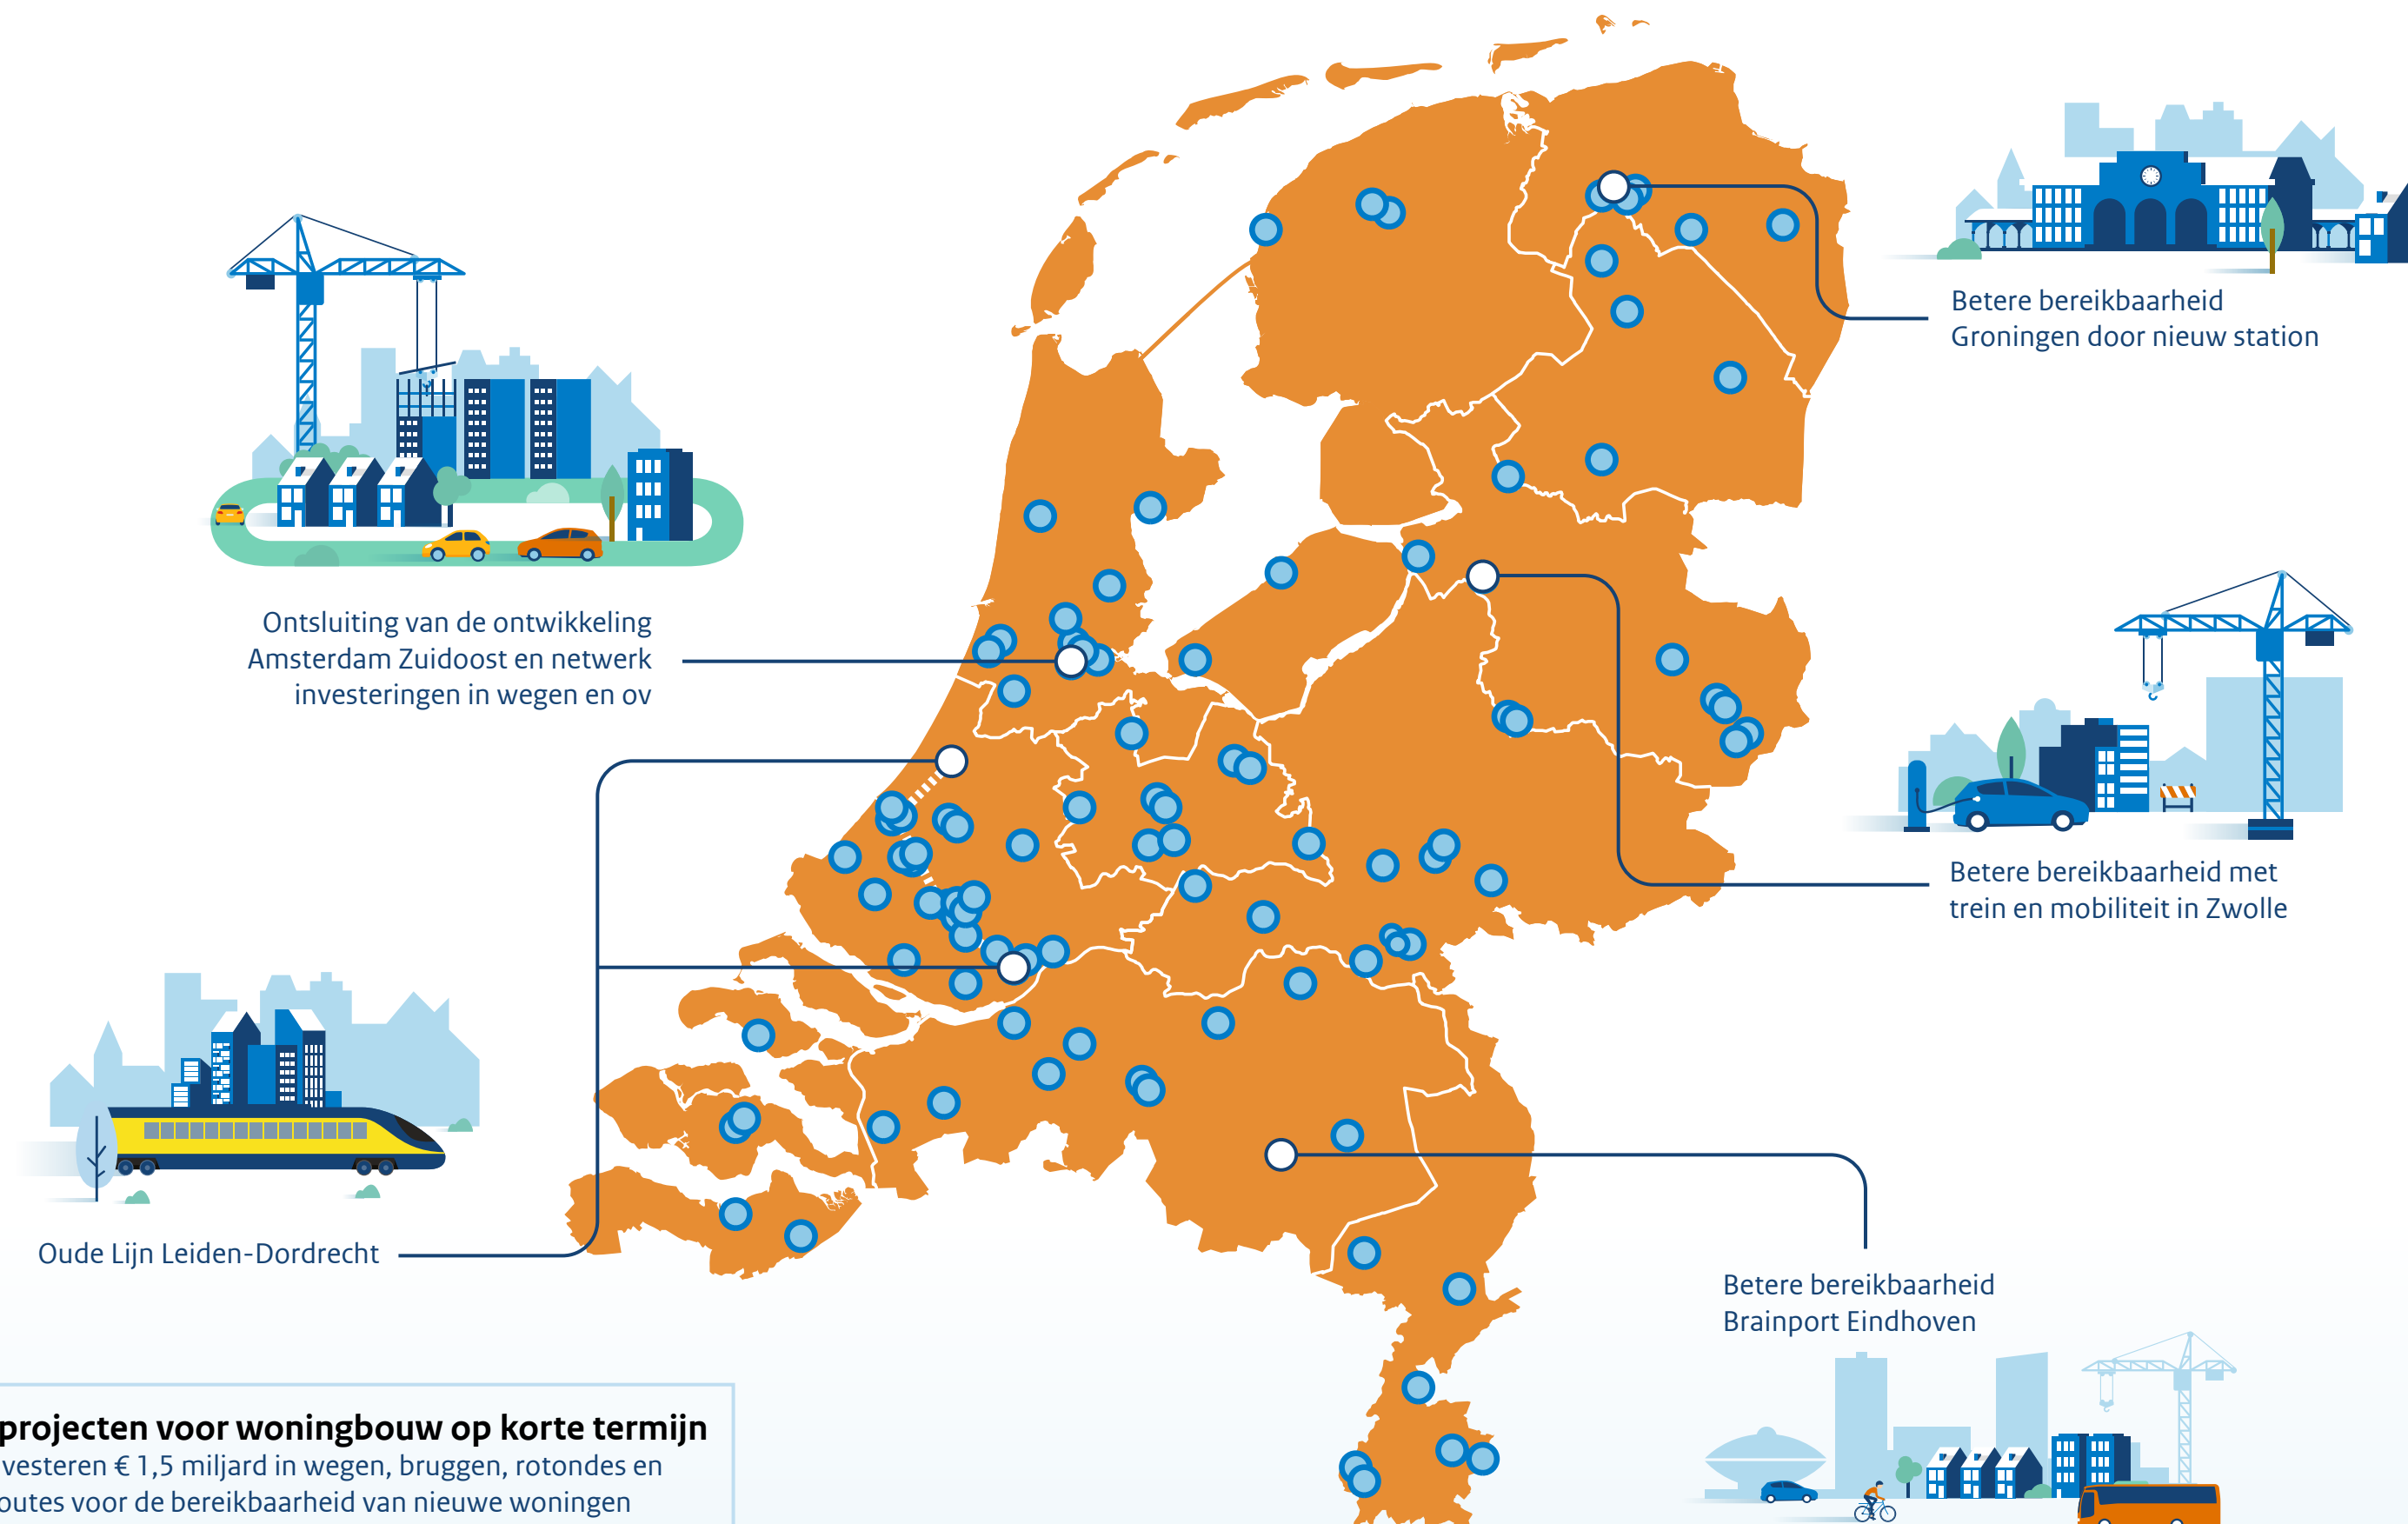 Betere bereikbaarheid
Groningen door nieuw station
Ontsluiting van de ontwikkeling
Amsterdam Zuidoost en netwerk
investeringen in wegen en ov
Betere bereikbaarheid met
trein en mobiliteit in Zwolle
Oude Lijn Leiden-Dordrecht
Betere bereikbaarheid
Brainport Eindhoven
projecten voor woningbouw op korte termijn
vesteren € 1,5 miljard in wegen, bruggen, rotondes en
outes voor de bereikbaarheid van nieuwe woningen